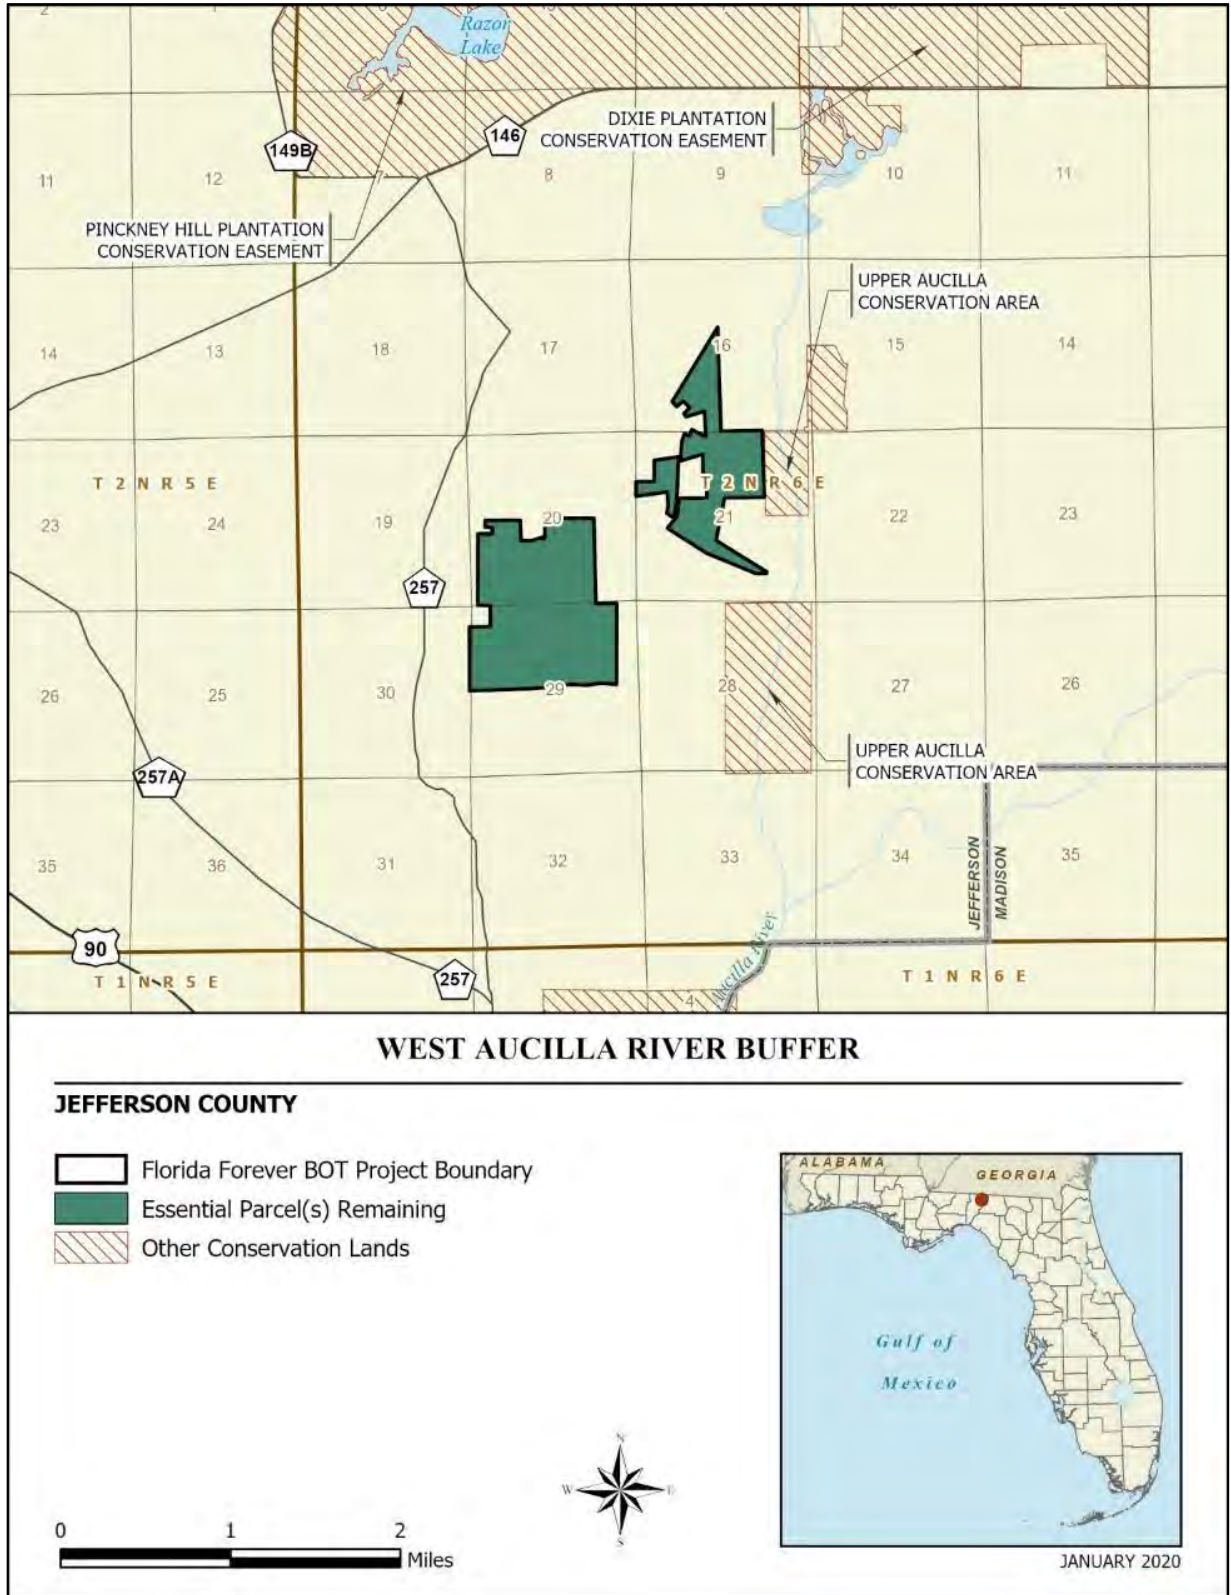 2
1
6
Razor
Lake
DIXIE PLANTATION
CONSERVATION EASEMENT
149B
146
11
12
7
8
9
10
11
PINCKNEY HILL PLANTATION
CONSERVATION EASEMENT
UPPER AUCILLA
CONSERVATION AREA
14
13
18
17
16
15
14
T2NR5E
T2NR6E
23
24
19
20
21
22
23
257
26
25
30
29
28
27
26
257A
UPPER AUCILLA
CONSERVATION AREA
35
36
31
32
33
34
35
JEFFERSON
MADISON
90
Aucilla River
T1NR5E
257
4
T1NR6E
WEST AUCILLA RIVER BUFFER
JEFFERSON COUNTY
Florida Forever BOT Project Boundary
Essential Parcel(s) Remaining
Other Conservation Lands
ALABAMA
GEORGIA
Gulf of
Mexico
N
W
E
S
0 1 2
Miles
JANUARY 2020